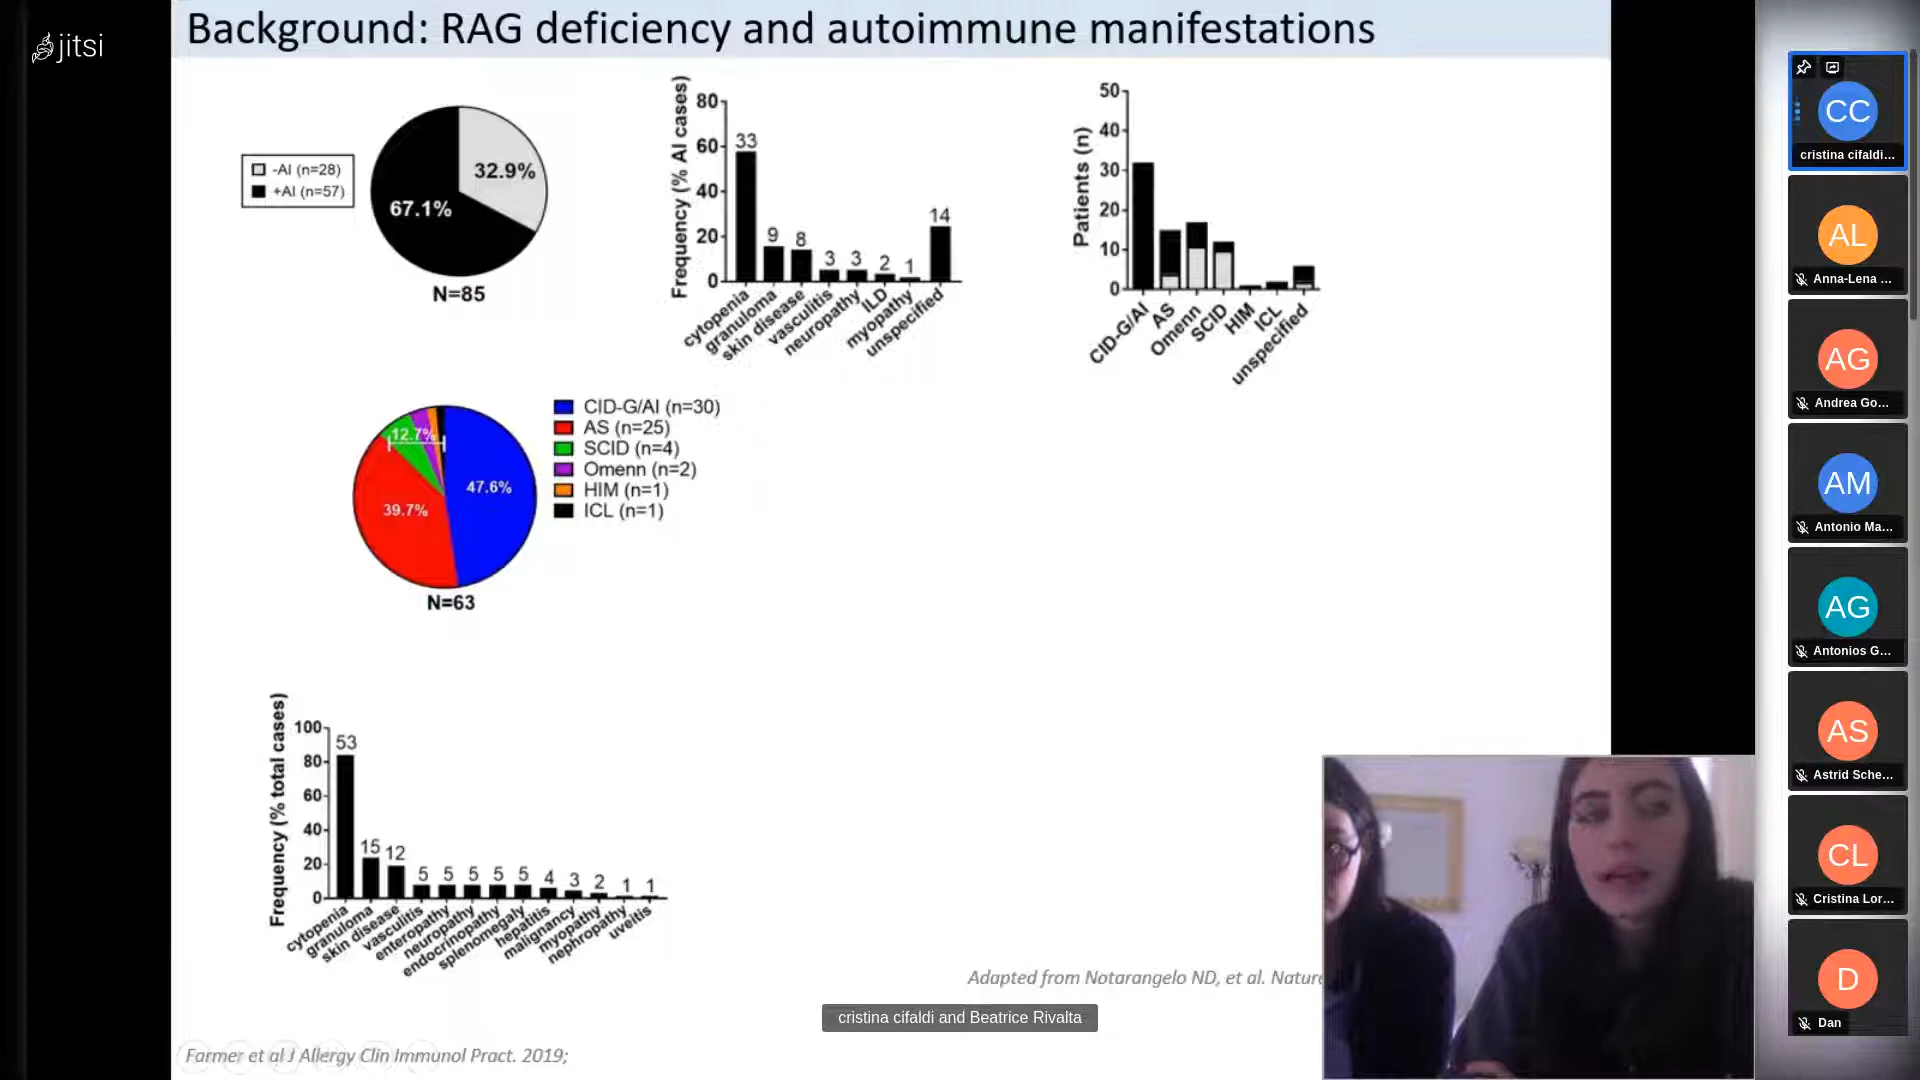 Background: RAG deficiency and autoimmune manifestations
jitsi
-AI (n=28)
+AI (n=57)
32.9%
67.1%
N=85
Frequency (% AI cases)
80
60
40
20
0
33
9
8
3
3
2
1
14
cytopenia
granuloma
skin disease
vasculitis
neuropathy
ILD
myopathy
unspecified
Patients (n)
50
40
30
20
10
0
CID-G/AI
AS
Omenn
SCID
HIM
ICL
unspecified
12.7%
47.6%
39.7%
N=63
CID-G/AI (n=30)
AS (n=25)
SCID (n=4)
Omenn (n=2)
HIM (n=1)
ICL (n=1)
Frequency (% total cases)
100
80
60
40
20
0
53
15
12
5
5
5
5
5
4
3
2
1
1
cytopenia
granuloma
skin disease
vasculitis
enteropathy
neuropathy
endocrinopathy
splenomegaly
hepatitis
malignancy
myopathy
nephropathy
uveitis
Adapted from Notarangelo ND, et al. Nature
cristina cifaldi and Beatrice Rivalta
Farmer et al J Allergy Clin Immunol Pract. 2019;
CC
cristina cifaldi...
AL
Anna-Lena ...
AG
Andrea Go...
AM
Antonio Ma...
AG
Antonios G...
AS
Astrid Sche...
CL
Cristina Lor...
D
Dan